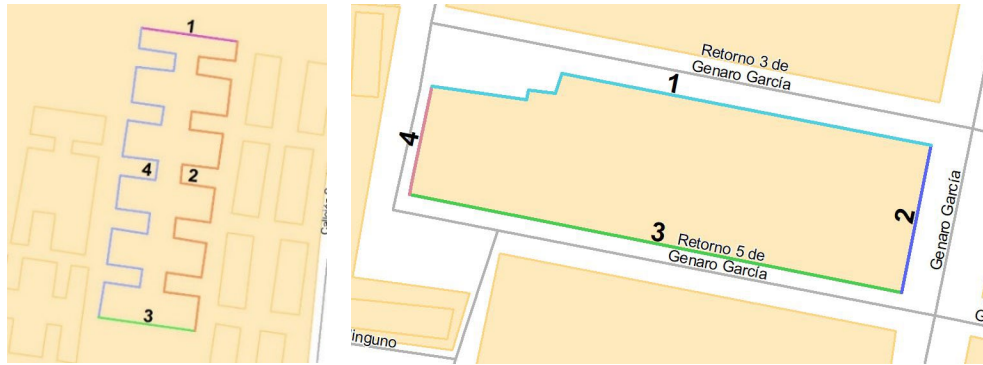 1
2
4
3
Retorno 3 de
Genaro García
1
4
2
Genaro García
3
Retorno 5 de
Genaro García
inguno
G